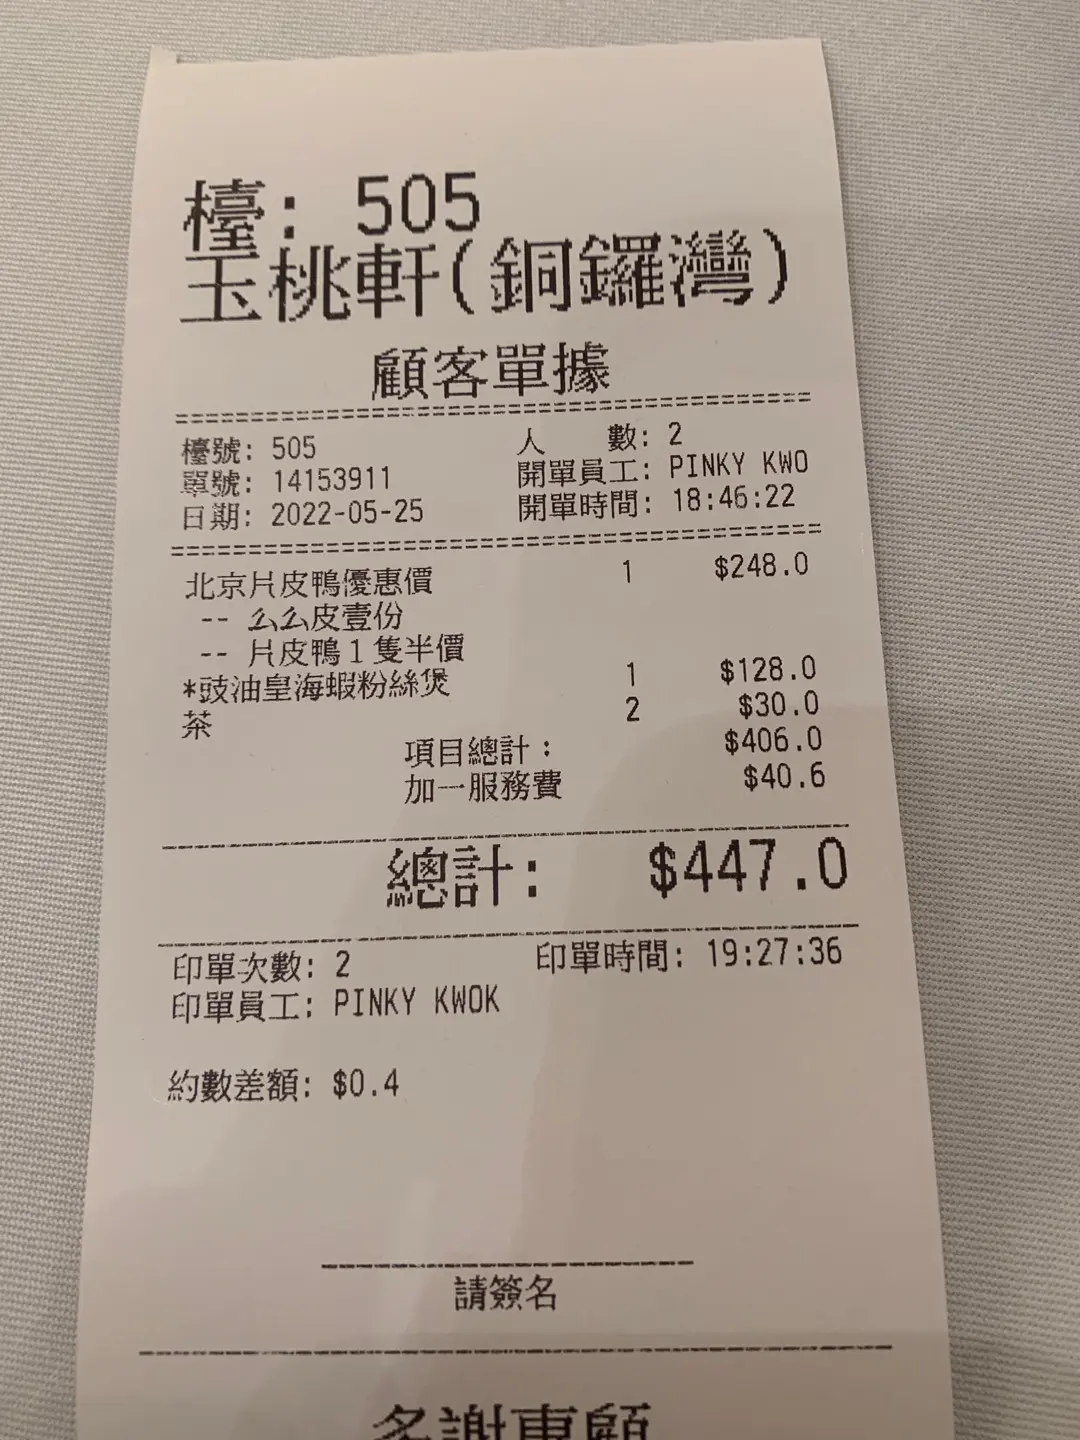 檯: 505
玉桃軒(銅鑼灣)
顧客單據
檯號: 505 人 數: 2
單號: 14153911 開單員工: PINKY KWO
日期: 2022-05-25 開單時間: 18:46:22
北京片皮鴨優惠價 1 $248.0
-- 么么皮壹份
-- 片皮鴨1隻半價
*豉油皇海蝦粉絲煲 1 $128.0
茶 2 $30.0
項目總計: $406.0
加一服務費 $40.6
總計: $447.0
印單次數: 2 印單時間: 19:27:36
印單員工: PINKY KWOK
約數差額: $0.4
請簽名
多謝惠顧